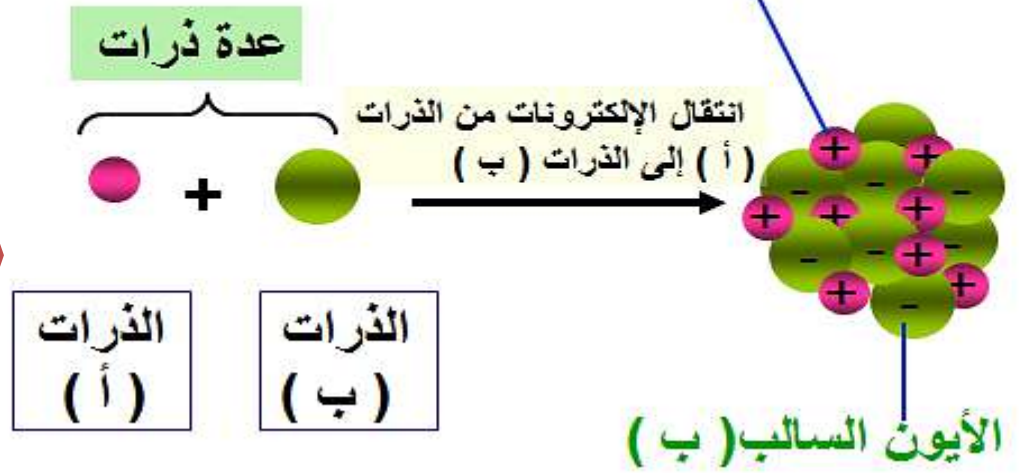 عدة ذرات
انتقال الإلكترونات من الذرات
( أ ) إلى الذرات ( ب )
+
+ + - - - + + + - - - + + + -
الذرات
( أ )
الذرات
( ب )
الأيون السالب( ب )